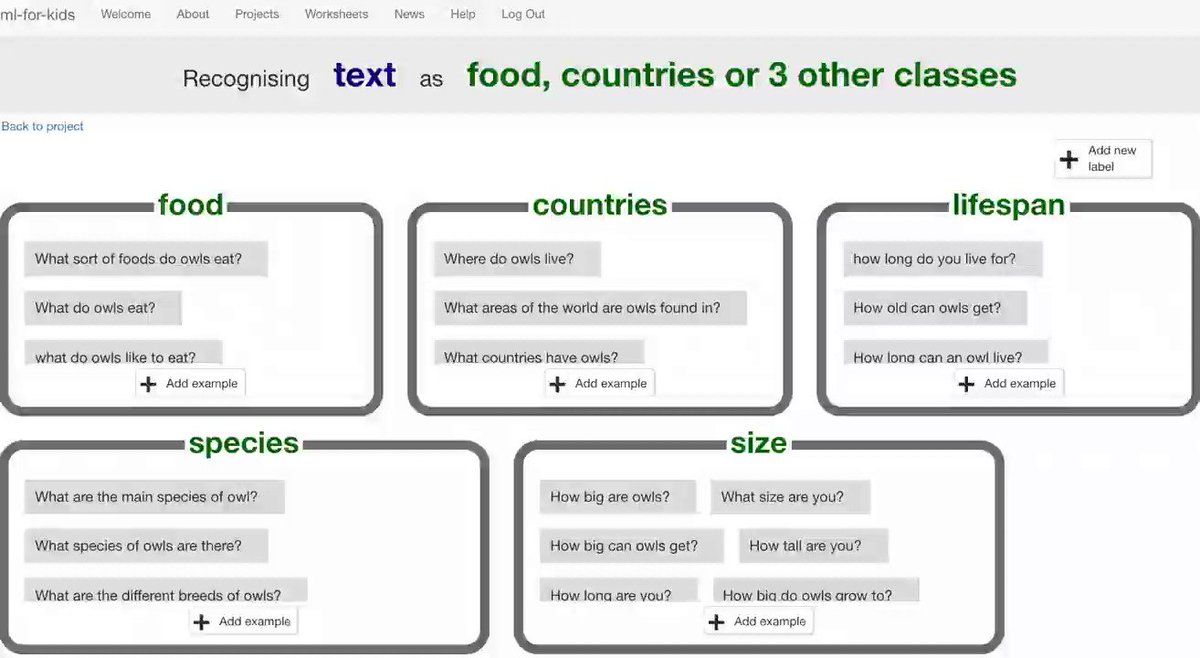 ml-for-kids Welcome About Projects Worksheets News Help Log Out
Recognising text as food, countries or 3 other classes
Back to project
Add new
label
food
What sort of foods do owls eat?
What do owls eat?
what do owls like to eat?
Add example
countries
Where do owls live?
What areas of the world are owls found in?
What countries have owls?
Add example
lifespan
how long do you live for?
How old can owls get?
How long can an owl live?
Add example
species
What are the main species of owl?
What species of owls are there?
What are the different breeds of owls?
Add example
size
How big are owls? What size are you?
How big can owls get? How tall are you?
How long are you? How big do owls grow to?
Add example